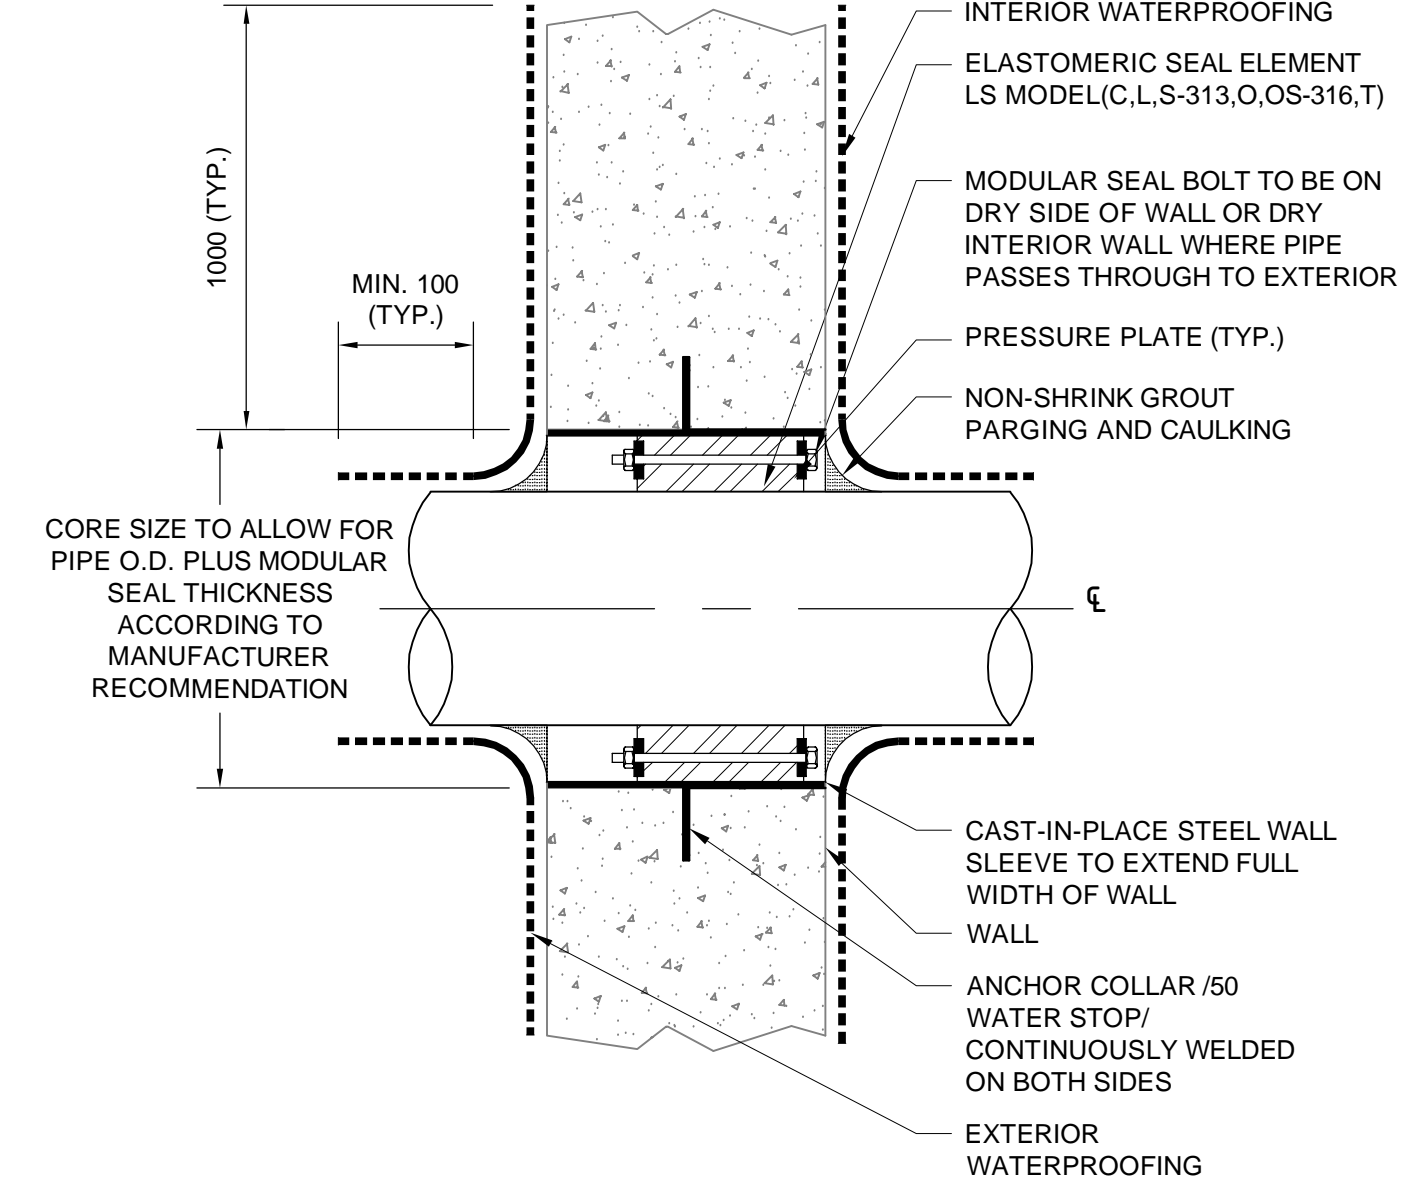 INTERIOR WATERPROOFING
ELASTOMERIC SEAL ELEMENT
LS MODEL(C,L,S-313,O,OS-316,T)
MODULAR SEAL BOLT TO BE ON
DRY SIDE OF WALL OR DRY
INTERIOR WALL WHERE PIPE
PASSES THROUGH TO EXTERIOR
PRESSURE PLATE (TYP.)
NON-SHRINK GROUT
PARGING AND CAULKING
1000 (TYP.)
MIN. 100
(TYP.)
CORE SIZE TO ALLOW FOR
PIPE O.D. PLUS MODULAR
SEAL THICKNESS
ACCORDING TO
MANUFACTURER
RECOMMENDATION
℄
CAST-IN-PLACE STEEL WALL
SLEEVE TO EXTEND FULL
WIDTH OF WALL
WALL
ANCHOR COLLAR /50
WATER STOP/
CONTINUOUSLY WELDED
ON BOTH SIDES
EXTERIOR
WATERPROOFING